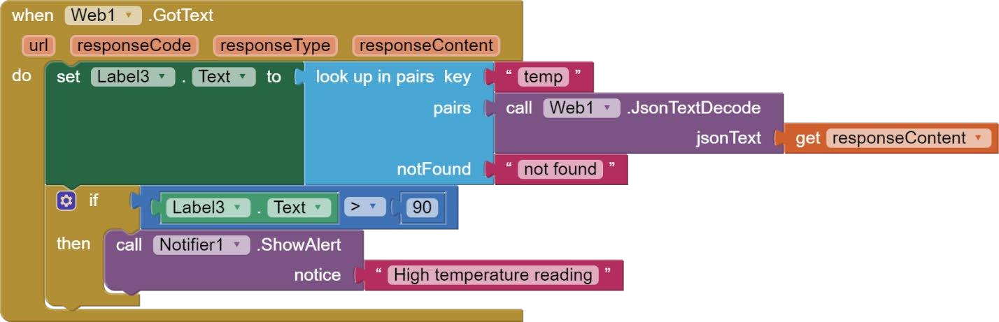 when Web1 .GotText
url responseCode responseType responseContent
do set Label3 . Text to look up in pairs key “ temp ”
pairs call Web1 .JsonTextDecode
jsonText get responseContent
notFound “ not found ”
if Label3 . Text > 90
then call Notifier1 .ShowAlert
notice “ High temperature reading ”